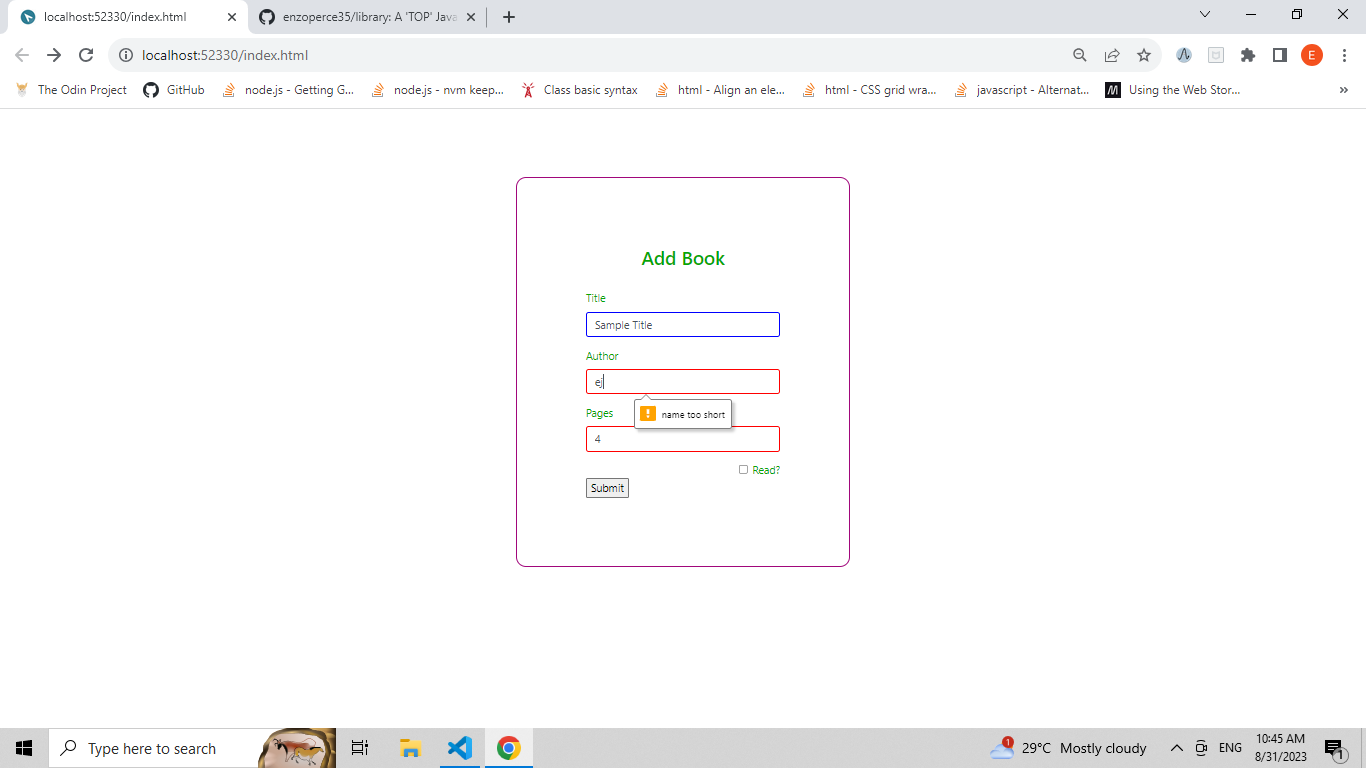 localhost:52330/index.html
enzoperce35/library: A 'TOP' Java
localhost:52330/index.html
E
The Odin Project
GitHub
node.js - Getting G...
node.js - nvm keep...
Class basic syntax
html - Align an ele...
html - CSS grid wra...
javascript - Alternat...
M
Using the Web Stor...
»
Add Book
Title
Sample Title
Author
ej
Pages
name too short
4
Read?
Submit
Type here to search
1
29°C Mostly cloudy
ENG
10:45 AM
8/31/2023
1